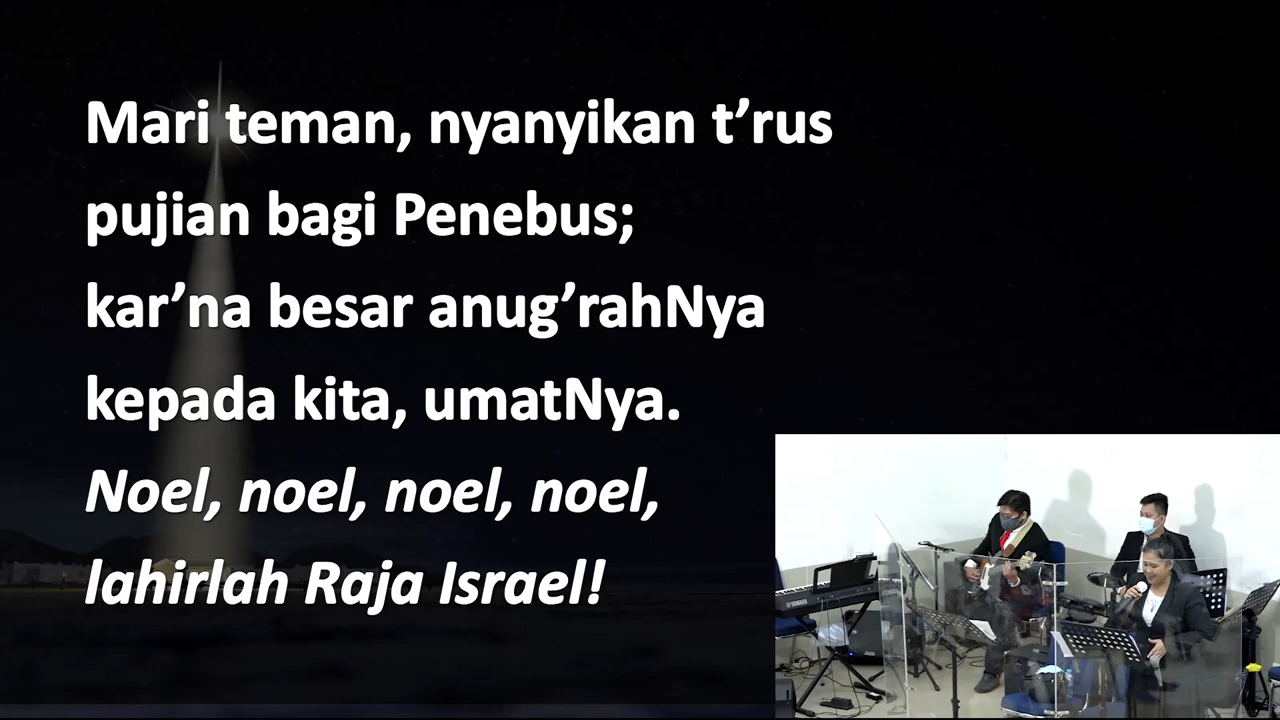 Mari teman, nyanyikan t’rus
pujian bagi Penebus;
kar’na besar anug’rahNya
kepada kita, umatNya.
Noel, noel, noel, noel,
lahirlah Raja Israel!
YAMAHA